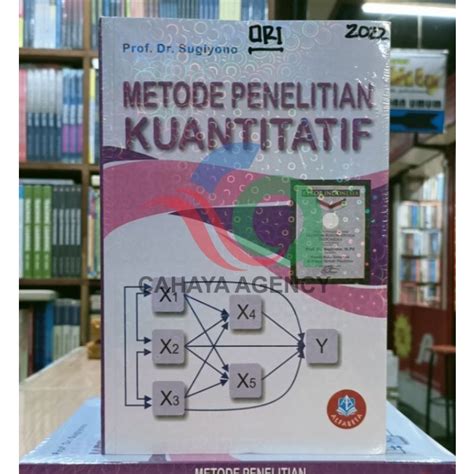 ORI
2022
Prof. Dr. Sugiyono
METODE PENELITIAN
KUANTITATIF
CAHAYA AGENCY
X1
X4
X2
Y
X3
X5
ALFABETA
METODE PENELITIAN